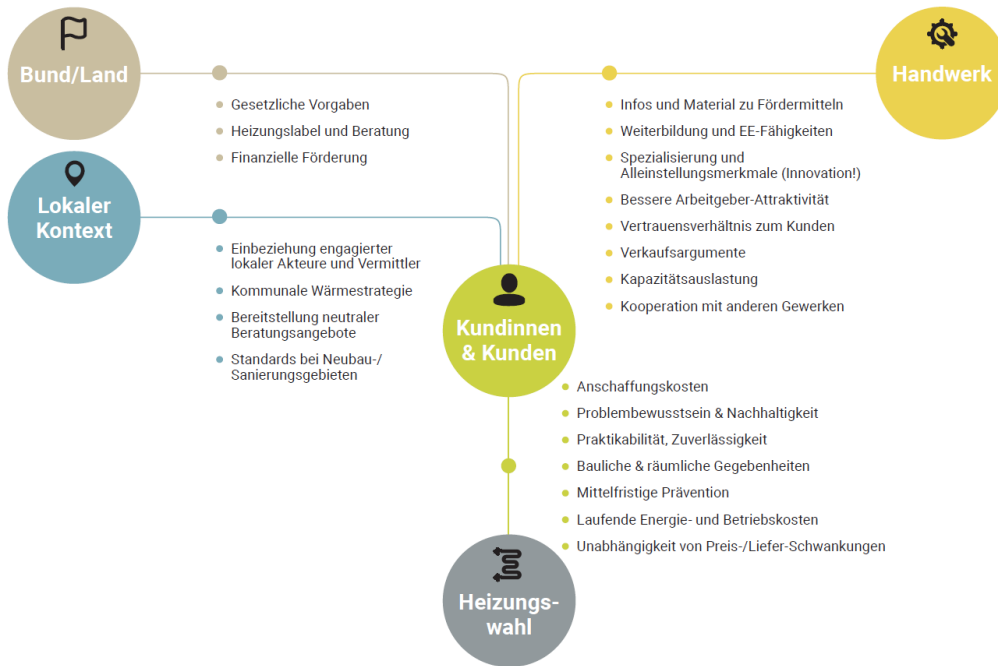 Bund/Land
Gesetzliche Vorgaben
Heizungslabel und Beratung
Finanzielle Förderung
Lokaler
Kontext
Einbeziehung engagierter
lokaler Akteure und Vermittler
Kommunale Wärmestrategie
Bereitstellung neutraler
Beratungsangebote
Standards bei Neubau-/
Sanierungsgebieten
Handwerk
Infos und Material zu Fördermitteln
Weiterbildung und EE-Fähigkeiten
Spezialisierung und
Alleinstellungsmerkmale (Innovation!)
Bessere Arbeitgeber-Attraktivität
Vertrauensverhältnis zum Kunden
Verkaufsargumente
Kapazitätsauslastung
Kooperation mit anderen Gewerken
Kundinnen
& Kunden
Anschaffungskosten
Problembewusstsein & Nachhaltigkeit
Praktikabilität, Zuverlässigkeit
Bauliche & räumliche Gegebenheiten
Mittelfristige Prävention
Laufende Energie- und Betriebskosten
Unabhängigkeit von Preis-/Liefer-Schwankungen
Heizungs-
wahl